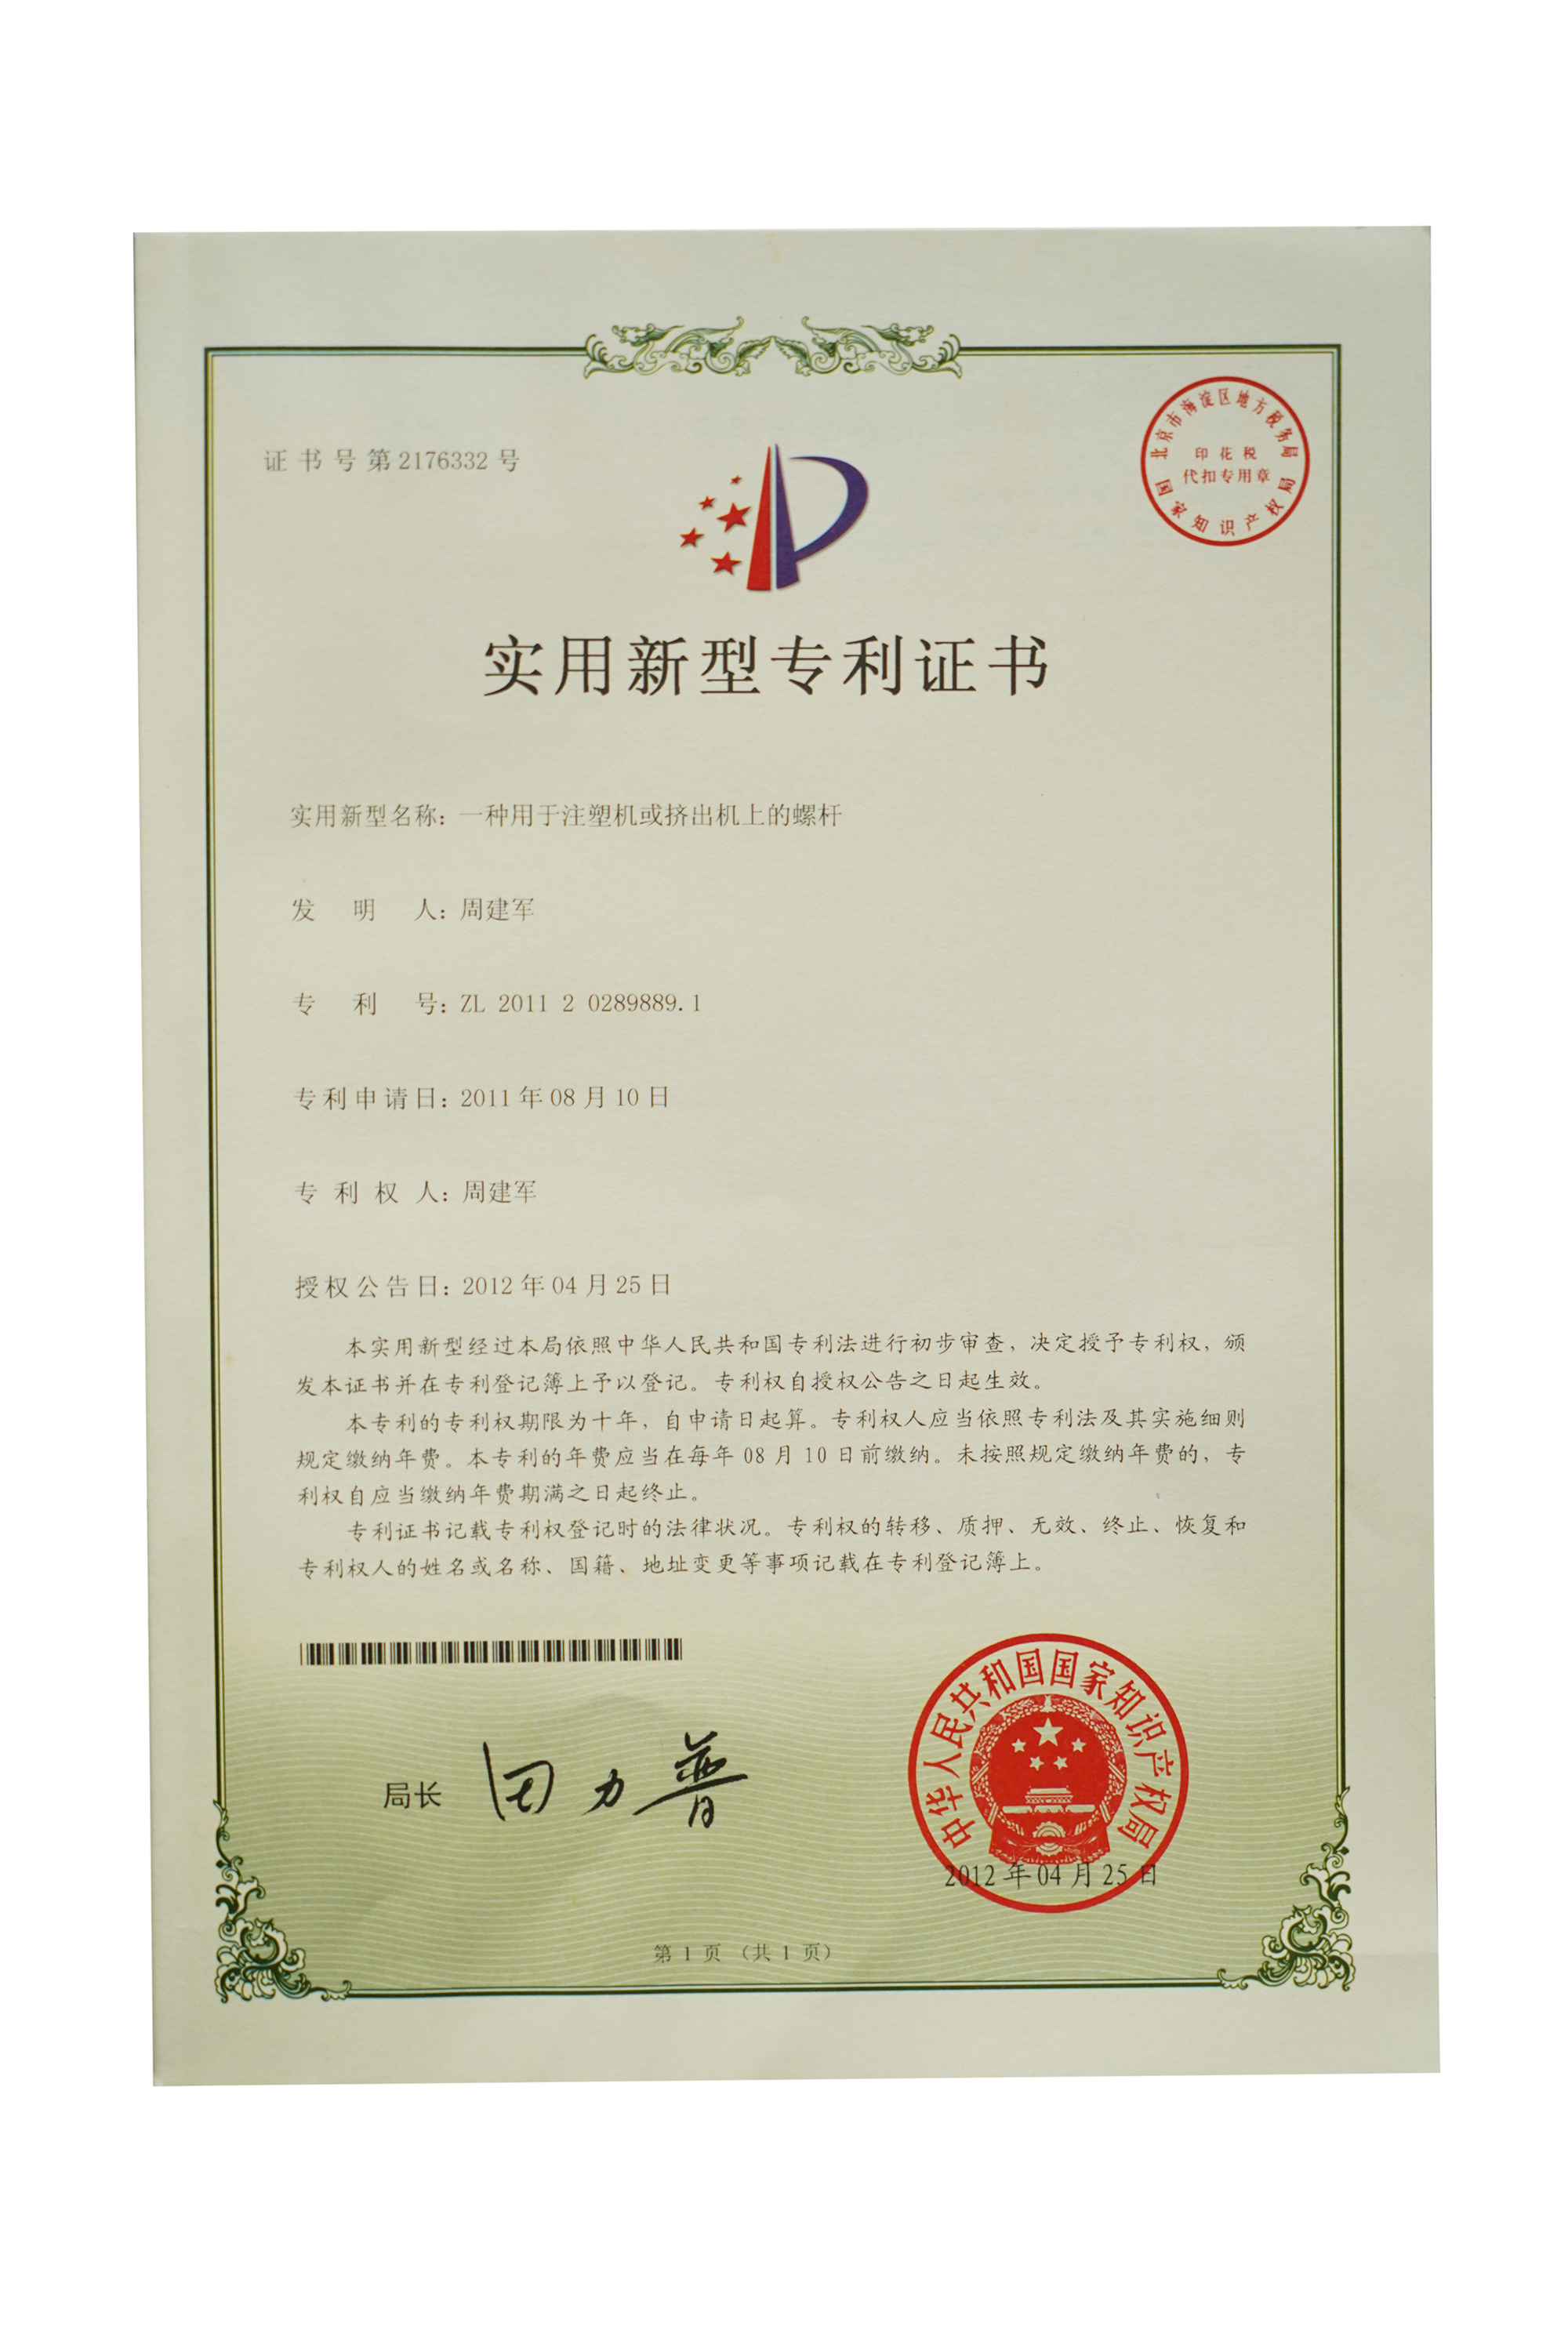 证书号第2176332号
北京市海淀区地方税务局
印花税
代扣专用章
国家知识产权局
实用新型专利证书
实用新型名称：一种用于注塑机或挤出机上的螺杆
发明人：周建军
专利号：ZL 2011 2 0289889.1
专利申请日：2011年08月10日
专利权人：周建军
授权公告日：2012年04月25日
本实用新型经过本局依照中华人民共和国专利法进行初步审查，决定授予专利权，颁
发本证书并在专利登记簿上予以登记。专利权自授权公告之日起生效。
本专利的专利权期限为十年，自申请日起算。专利权人应当依照专利法及其实施细则
规定缴纳年费。本专利的年费应当在每年08月10日前缴纳。未按照规定缴纳年费的，专
利权自应当缴纳年费期满之日起终止。
专利证书记载专利权登记时的法律状况。专利权的转移、质押、无效、终止、恢复和
专利权人的姓名或名称、国籍、地址变更等事项记载在专利登记簿上。
局长 田力普
中华人民共和国国家知识产权局
2012年04月25日
第1页（共1页）